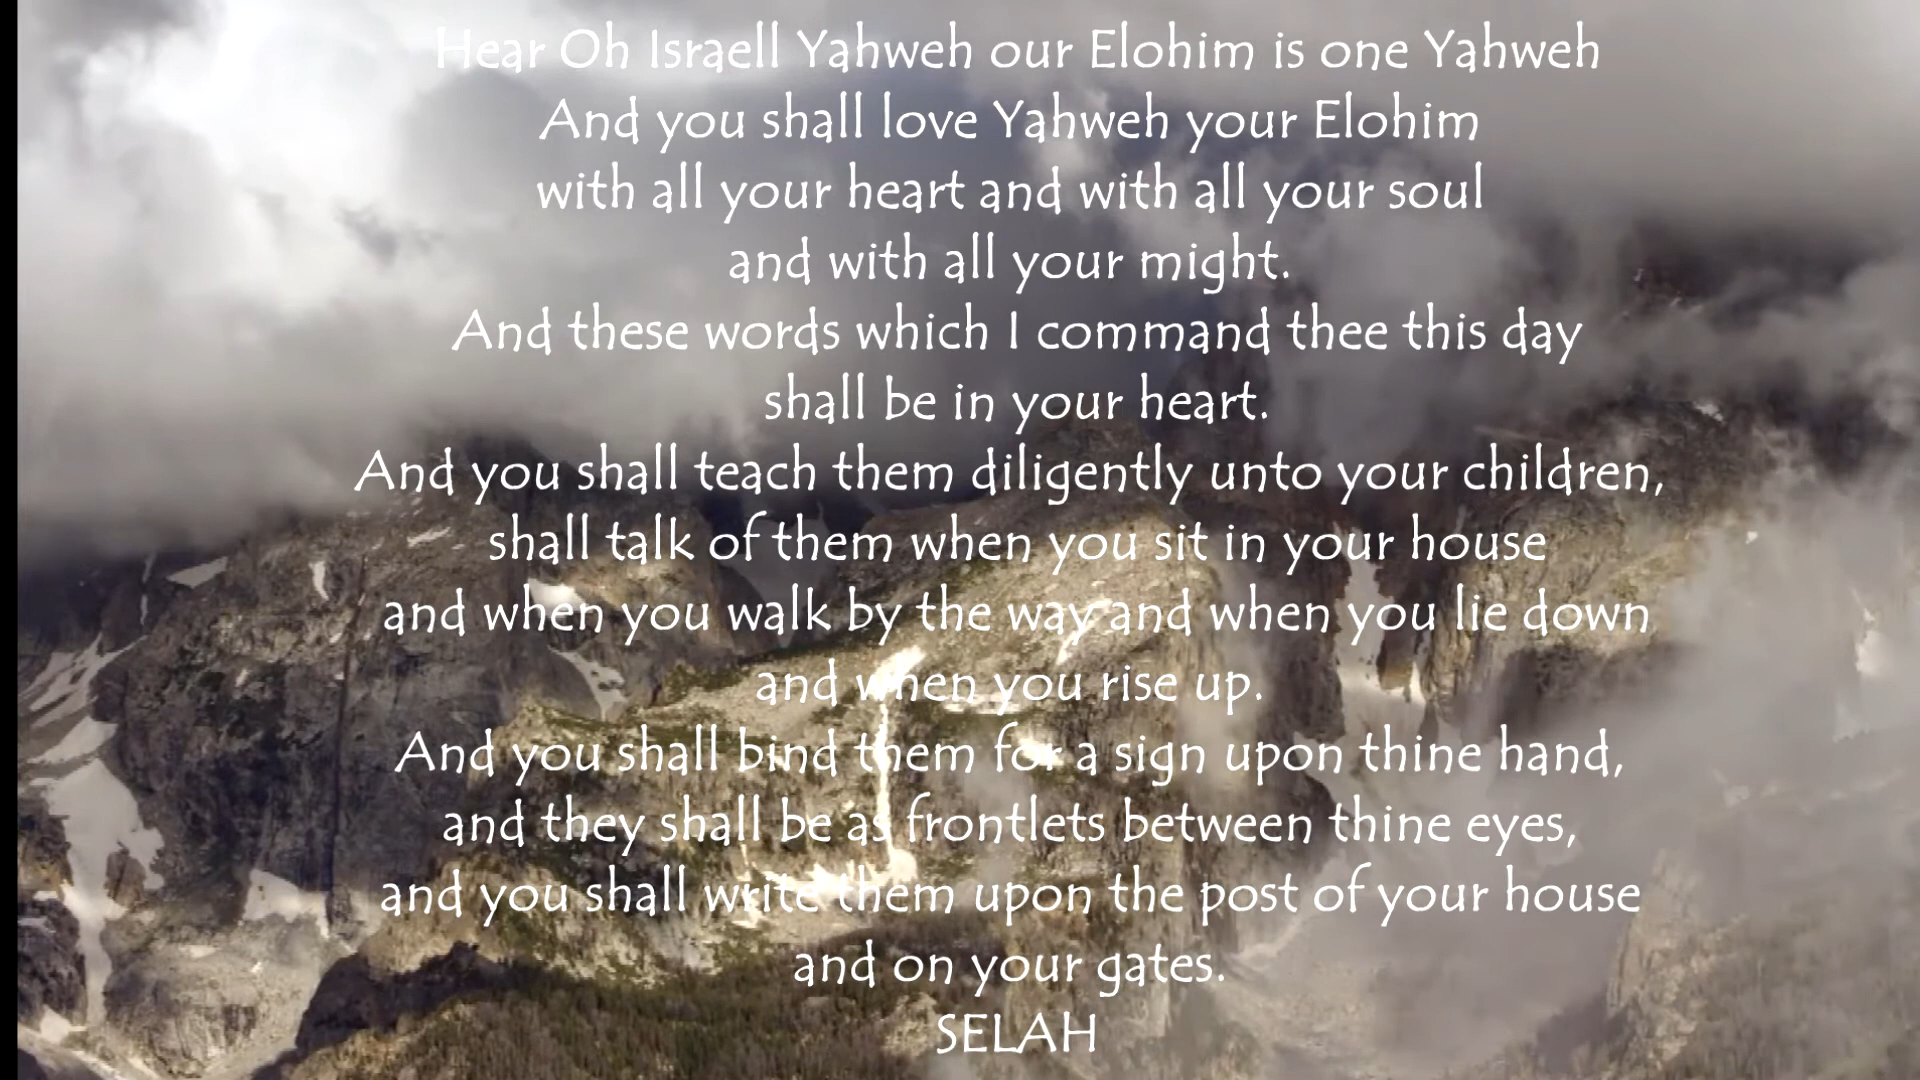 Hear Oh Israell Yahweh our Elohim is one Yahweh
And you shall love Yahweh your Elohim
with all your heart and with all your soul
and with all your might.
And these words which I command thee this day
shall be in your heart.
And you shall teach them diligently unto your children,
shall talk of them when you sit in your house
and when you walk by the way and when you lie down
and when you rise up.
And you shall bind them for a sign upon thine hand,
and they shall be as frontlets between thine eyes,
and you shall write them upon the post of your house
and on your gates.
SELAH